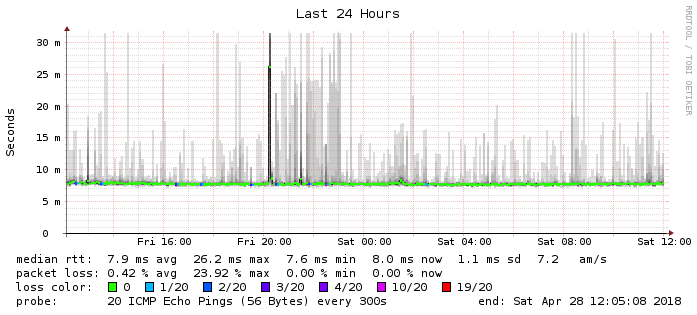 Last 24 Hours
RRDTOOL / TOBI OETIKER
Seconds
30 m
25 m
20 m
15 m
10 m
5 m
0
Fri 16:00 Fri 20:00 Sat 00:00 Sat 04:00 Sat 08:00 Sat 12:00
median rtt: 7.9 ms avg 26.2 ms max 7.6 ms min 8.0 ms now 1.1 ms sd 7.2 am/s
packet loss: 0.42 % avg 23.92 % max 0.00 % min 0.00 % now
loss color: 0 1/20 2/20 3/20 4/20 10/20 19/20
probe: 20 ICMP Echo Pings (56 Bytes) every 300s end: Sat Apr 28 12:05:08 2018